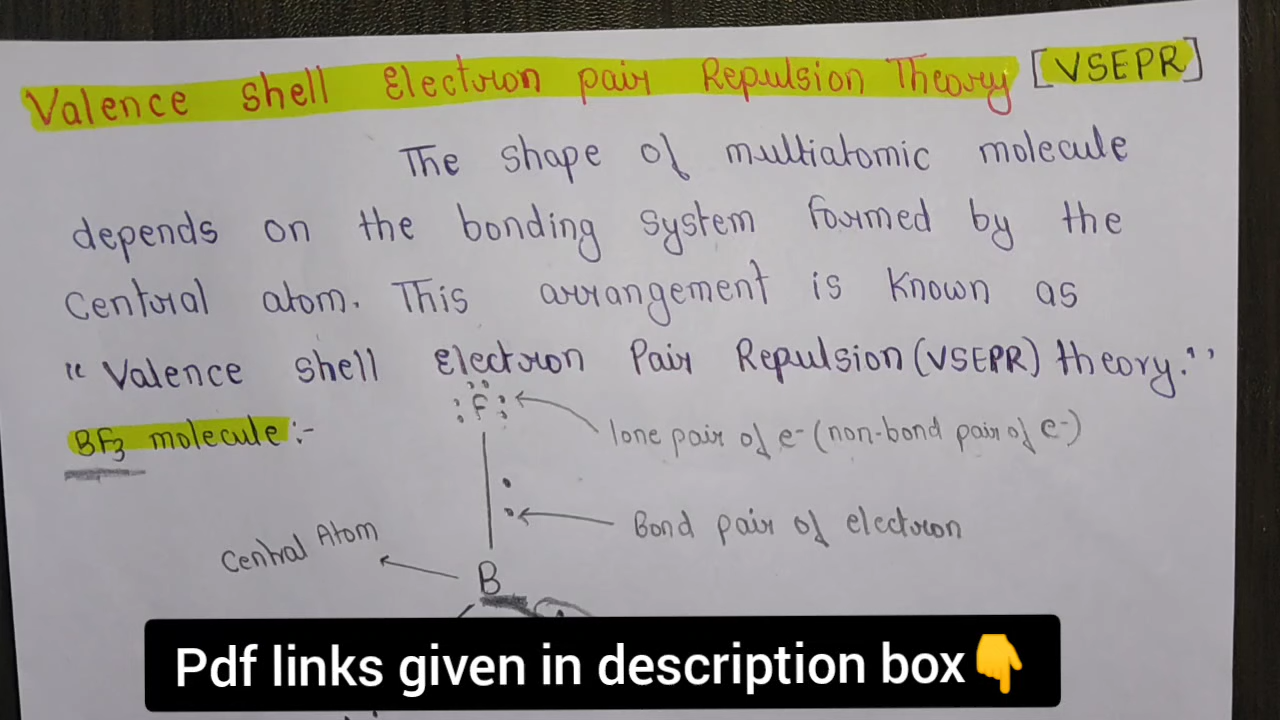 Valence shell Electron pair Repulsion Theory [VSEPR]
The shape of multiatomic molecule
depends on the bonding system formed by the
Central atom. This arrangement is known as
"Valence shell electron Pair Repulsion (VSEPR) theory."
BF3 molecule:-
:F:
lone pair of e- (non-bond pair of e-)
Bond pair of electron
Central Atom
B
Pdf links given in description box👇